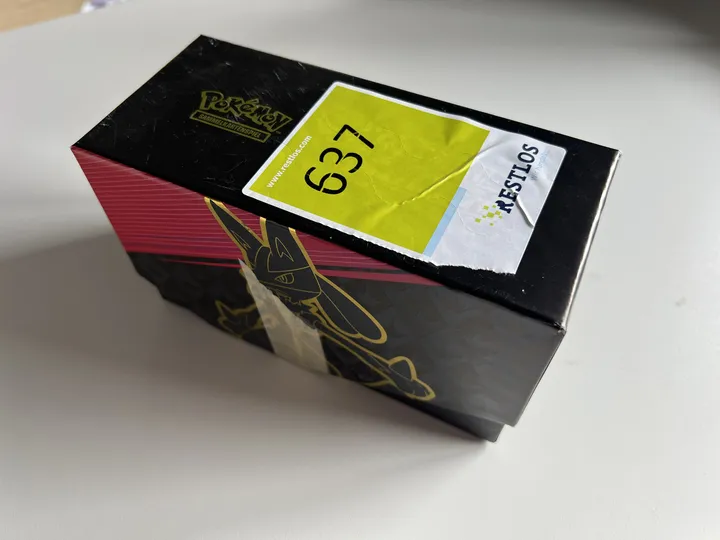 POKÉMON
SAMMELKARTENSPIEL
www.restlos.com
637
RESTLOS